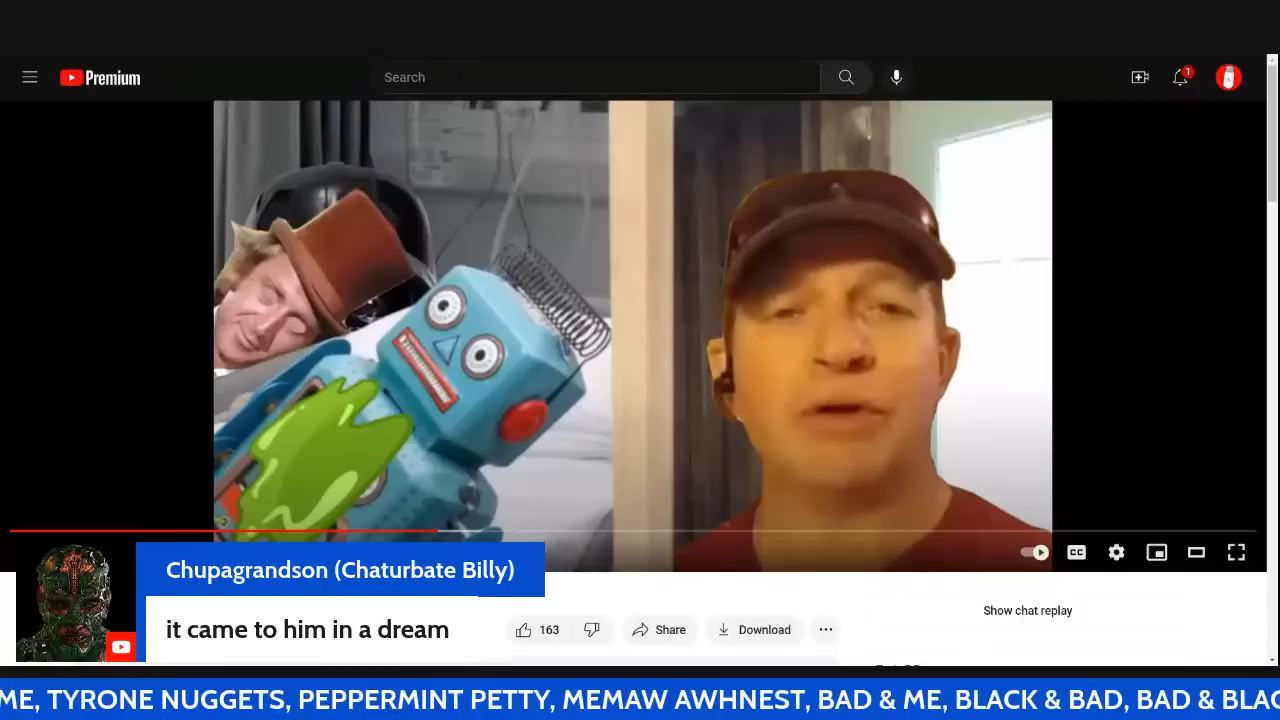 Premium
Search
1
Chupagrandson (Chaturbate Billy)
it came to him in a dream
163
Share
Download
Show chat replay
ME, TYRONE NUGGETS, PEPPERMINT PETTY, MEMAW AWHNEST, BAD & ME, BLACK & BAD, BAD & BLAC